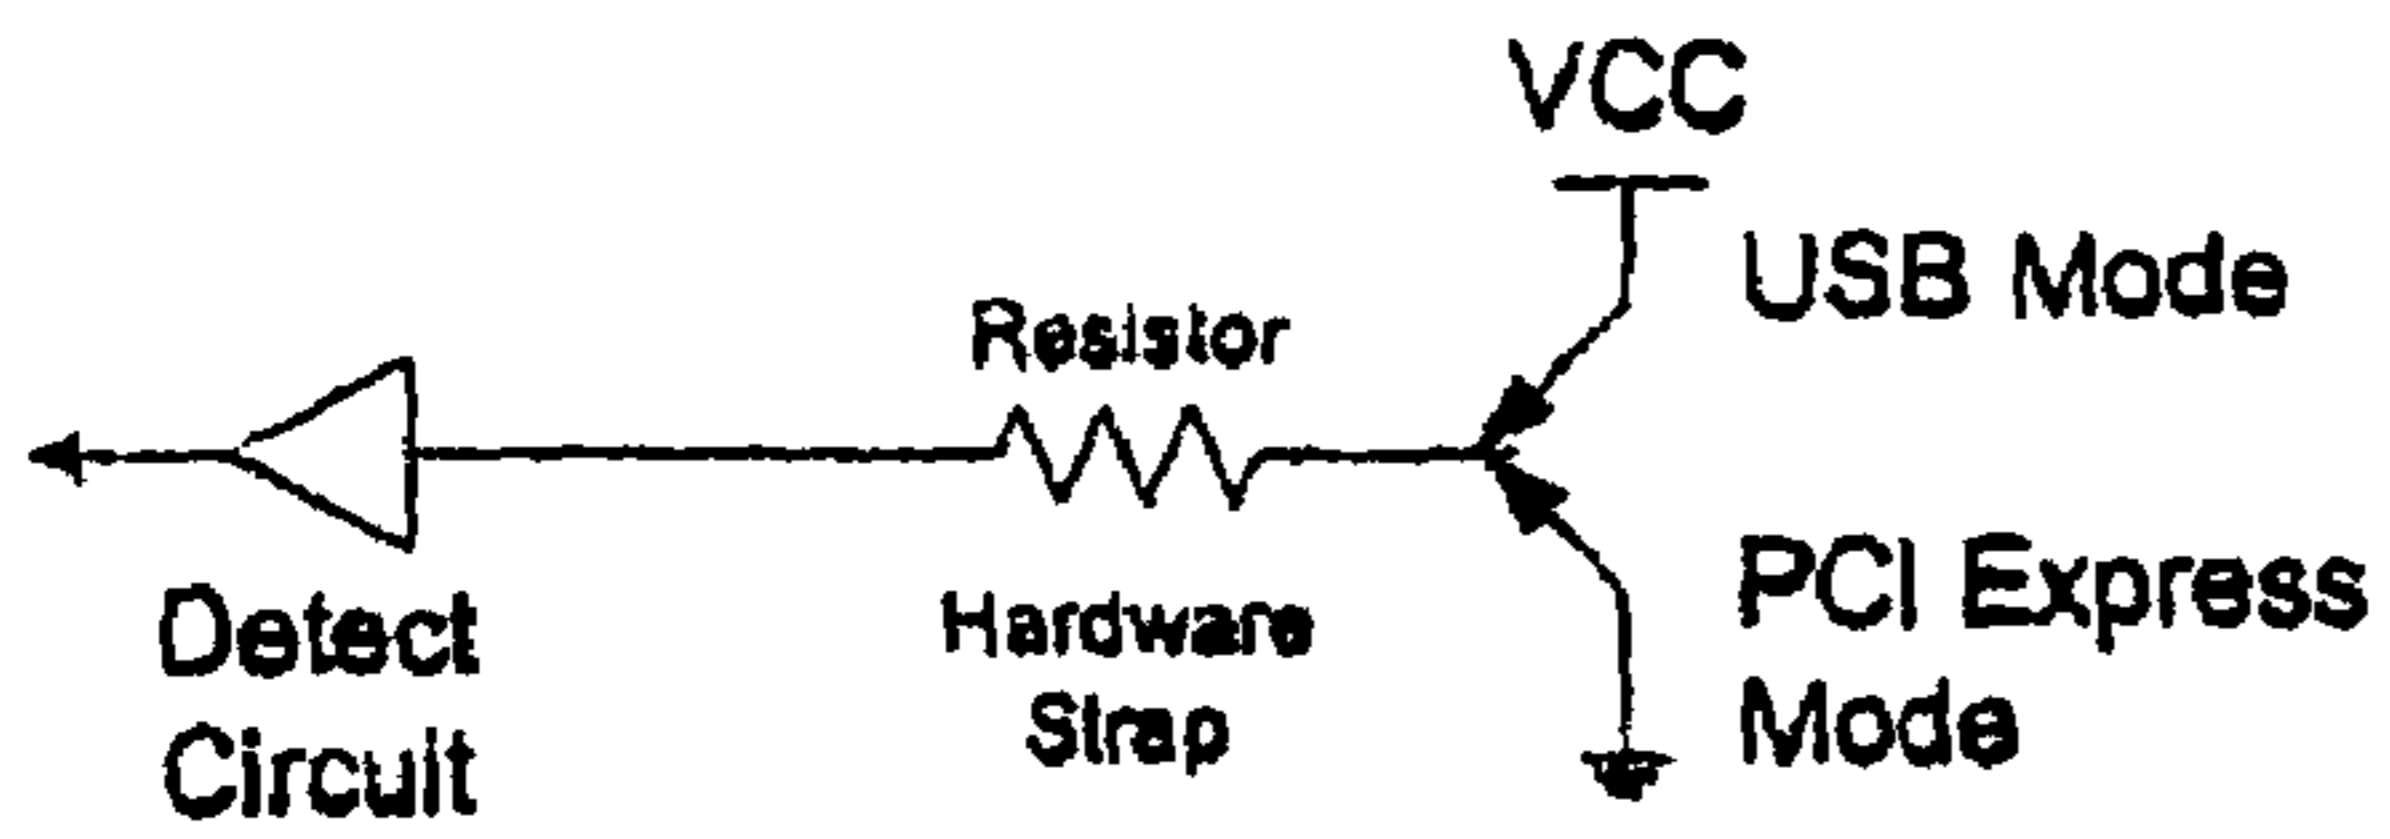 VCC
USB Mode
Resistor
Detect
Circuit
Hardware
Strap
PCI Express
Mode